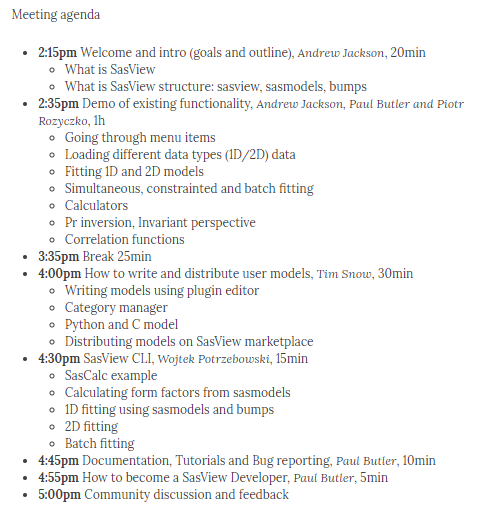 Meeting agenda
• 2:15pm Welcome and intro (goals and outline), Andrew Jackson, 20min
◦ What is SasView
◦ What is SasView structure: sasview, sasmodels, bumps
• 2:35pm Demo of existing functionality, Andrew Jackson, Paul Butler and Piotr
Rozyczko, 1h
◦ Going through menu items
◦ Loading different data types (1D/2D) data
◦ Fitting 1D and 2D models
◦ Simultaneous, constrainted and batch fitting
◦ Calculators
◦ Pr inversion, Invariant perspective
◦ Correlation functions
• 3:35pm Break 25min
• 4:00pm How to write and distribute user models, Tim Snow, 30min
◦ Writing models using plugin editor
◦ Category manager
◦ Python and C model
◦ Distributing models on SasView marketplace
• 4:30pm SasView CLI, Wojtek Potrzebowski, 15min
◦ SasCalc example
◦ Calculating form factors from sasmodels
◦ 1D fitting using sasmodels and bumps
◦ 2D fitting
◦ Batch fitting
• 4:45pm Documentation, Tutorials and Bug reporting, Paul Butler, 10min
• 4:55pm How to become a SasView Developer, Paul Butler, 5min
• 5:00pm Community discussion and feedback